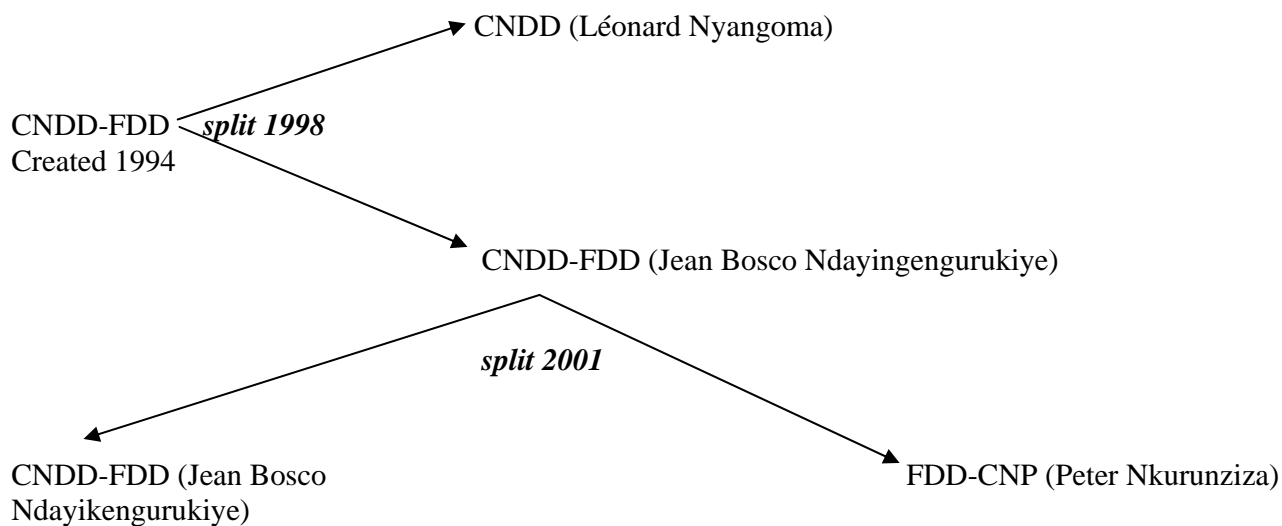 CNDD (Léonard Nyangoma)
CNDD-FDD split 1998
Created 1994
CNDD-FDD (Jean Bosco Ndayingengurukiye)
split 2001
CNDD-FDD (Jean Bosco
Ndayikengurukiye)
FDD-CNP (Peter Nkurunziza)